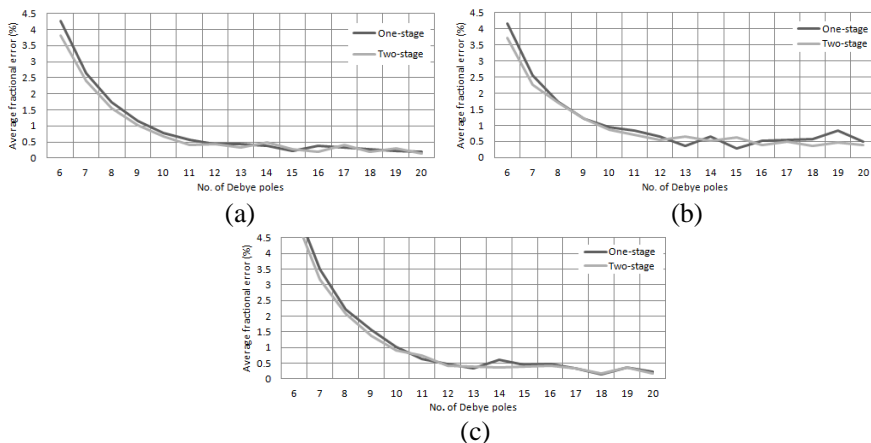 Average fractional error (%)
4.5
4
3.5
3
2.5
2
1.5
1
0.5
0
One-stage
Two-stage
6 7 8 9 10 11 12 13 14 15 16 17 18 19 20
No. of Debye poles
(a)
Average fractional error (%)
4.5
4
3.5
3
2.5
2
1.5
1
0.5
0
One-stage
Two-stage
6 7 8 9 10 11 12 13 14 15 16 17 18 19 20
No. of Debye poles
(b)
Average fractional error (%)
4.5
4
3.5
3
2.5
2
1.5
1
0.5
0
One-stage
Two-stage
6 7 8 9 10 11 12 13 14 15 16 17 18 19 20
No. of Debye poles
(c)